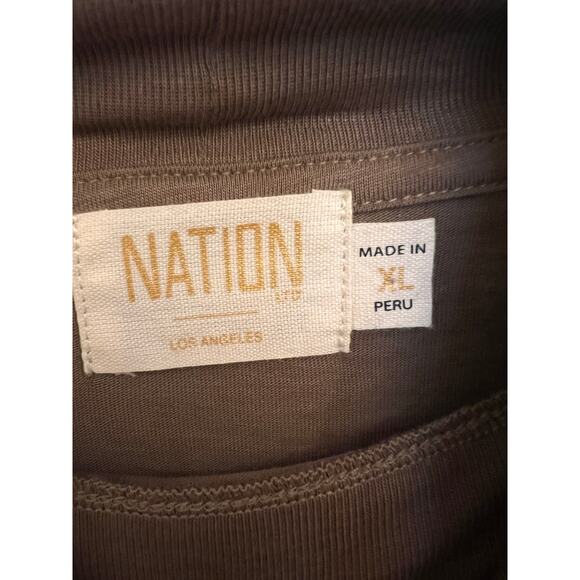 NATION
LTD
LOS ANGELES
MADE IN
XL
PERU